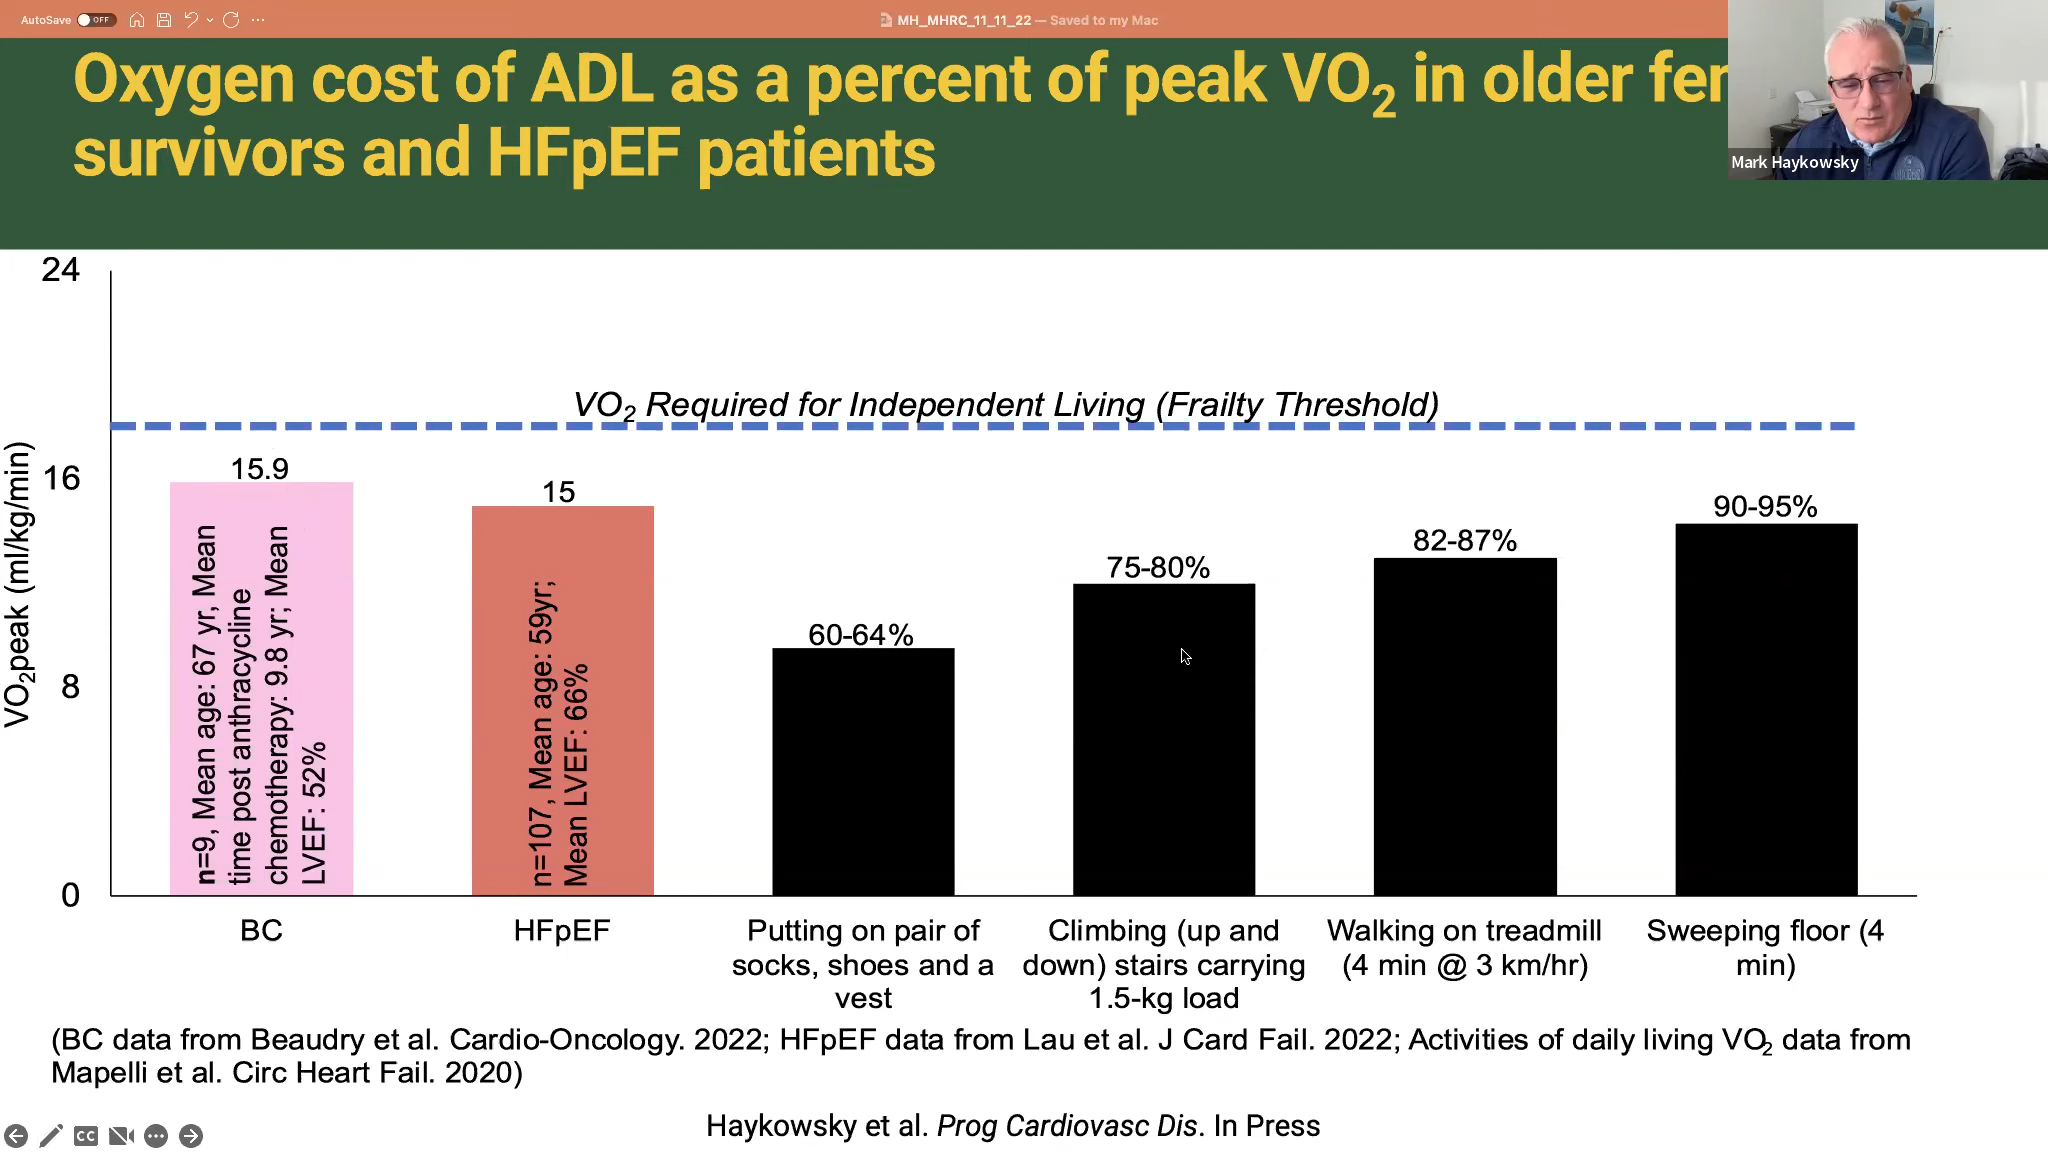 AutoSave OFF
MH_MHRC_11_11_22 — Saved to my Mac
Oxygen cost of ADL as a percent of peak VO₂ in older
survivors and HFpEF patients
Mark Haykowsky
24
16
8
0
VO₂peak (ml/kg/min)
VO₂ Required for Independent Living (Frailty Threshold)
15.9
n=9, Mean age: 67 yr, Mean
time post anthracycline
chemotherapy: 9.8 yr; Mean
LVEF: 52%
15
n=107, Mean age: 59yr;
Mean LVEF: 66%
60-64%
75-80%
82-87%
90-95%
BC
HFpEF
Putting on pair of
socks, shoes and a
vest
Climbing (up and
down) stairs carrying
1.5-kg load
Walking on treadmill
(4 min @ 3 km/hr)
Sweeping floor (4
min)
(BC data from Beaudry et al. Cardio-Oncology. 2022; HFpEF data from Lau et al. J Card Fail. 2022; Activities of daily living VO₂ data from
Mapelli et al. Circ Heart Fail. 2020)
Haykowsky et al. Prog Cardiovasc Dis. In Press
CC